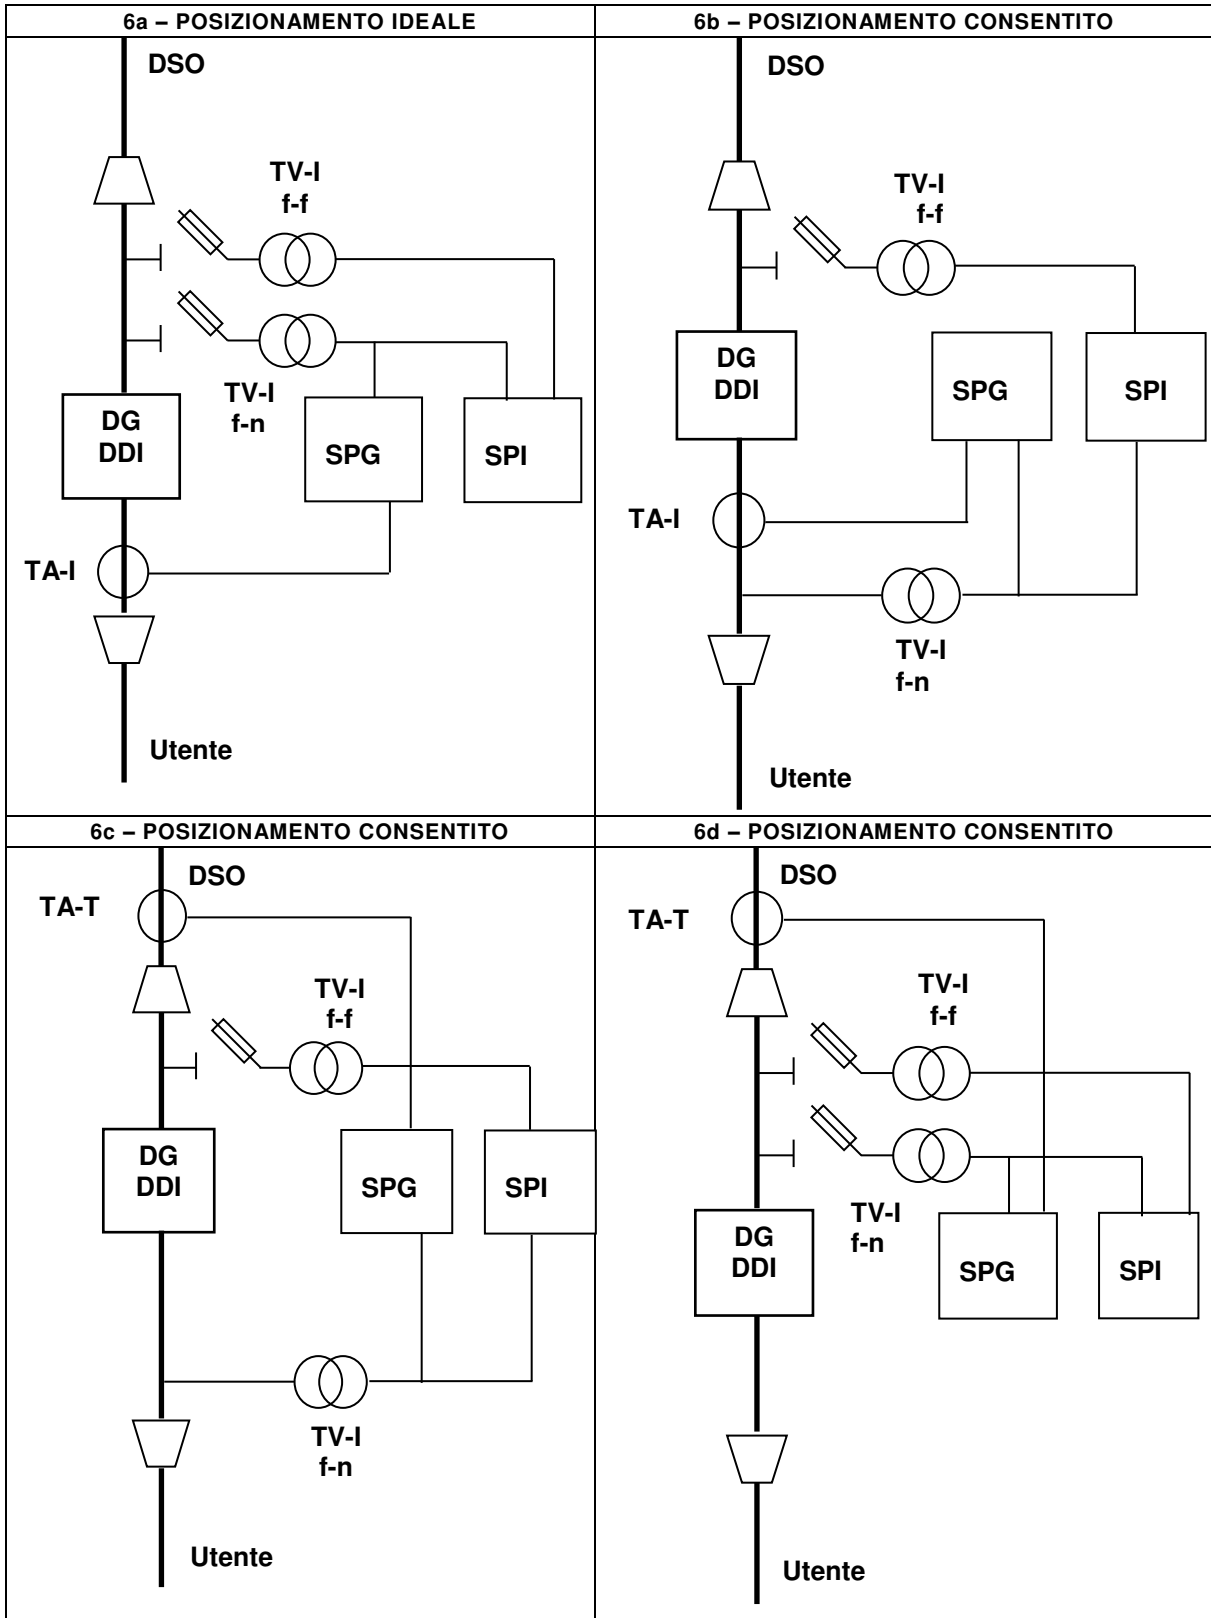 6a – POSIZIONAMENTO IDEALE
DSO
TV-I
f-f
TV-I
f-n
DG
DDI
SPG
SPI
TA-I
Utente
6b – POSIZIONAMENTO CONSENTITO
DSO
TV-I
f-f
DG
DDI
SPG
SPI
TA-I
TV-I
f-n
Utente
6c – POSIZIONAMENTO CONSENTITO
DSO
TA-T
TV-I
f-f
DG
DDI
SPG
SPI
TV-I
f-n
Utente
6d – POSIZIONAMENTO CONSENTITO
DSO
TA-T
TV-I
f-f
TV-I
f-n
DG
DDI
SPG
SPI
Utente